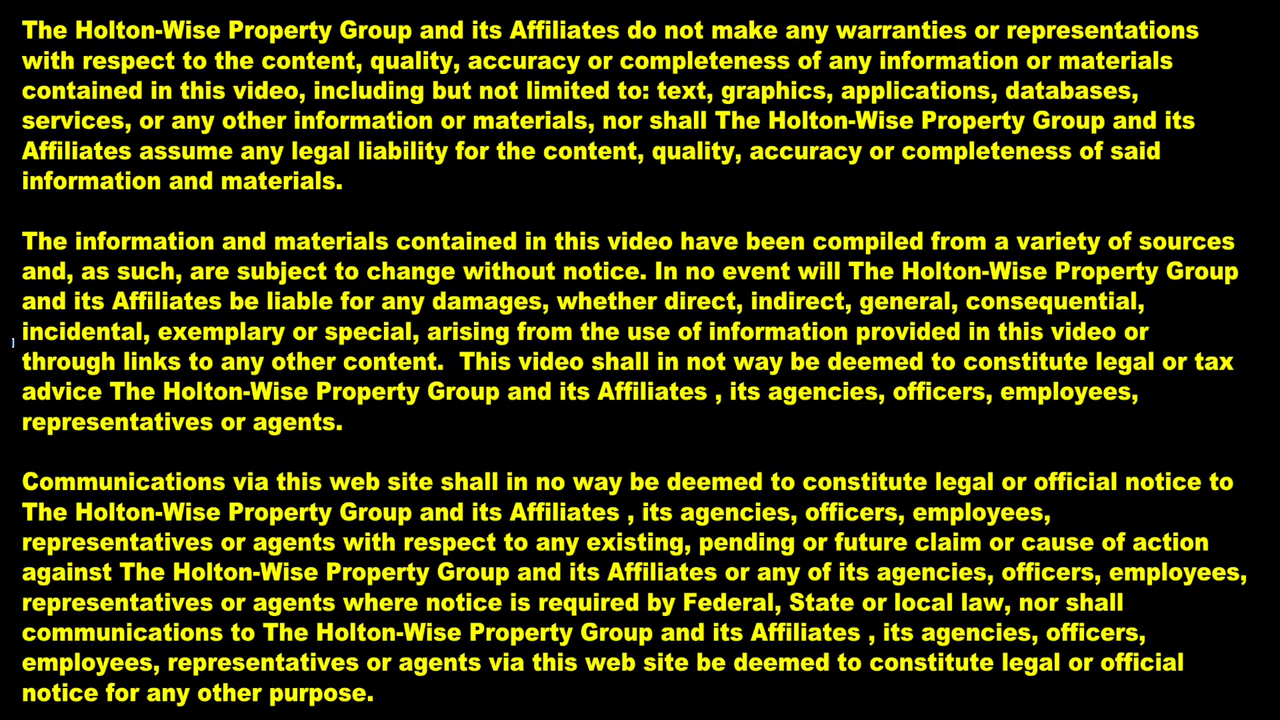 The Holton-Wise Property Group and its Affiliates do not make any warranties or representations
with respect to the content, quality, accuracy or completeness of any information or materials
contained in this video, including but not limited to: text, graphics, applications, databases,
services, or any other information or materials, nor shall The Holton-Wise Property Group and its
Affiliates assume any legal liability for the content, quality, accuracy or completeness of said
information and materials.
The information and materials contained in this video have been compiled from a variety of sources
and, as such, are subject to change without notice. In no event will The Holton-Wise Property Group
and its Affiliates be liable for any damages, whether direct, indirect, general, consequential,
incidental, exemplary or special, arising from the use of information provided in this video or
through links to any other content.  This video shall in not way be deemed to constitute legal or tax
advice The Holton-Wise Property Group and its Affiliates , its agencies, officers, employees,
representatives or agents.
Communications via this web site shall in no way be deemed to constitute legal or official notice to
The Holton-Wise Property Group and its Affiliates , its agencies, officers, employees,
representatives or agents with respect to any existing, pending or future claim or cause of action
against The Holton-Wise Property Group and its Affiliates or any of its agencies, officers, employees,
representatives or agents where notice is required by Federal, State or local law, nor shall
communications to The Holton-Wise Property Group and its Affiliates , its agencies, officers,
employees, representatives or agents via this web site be deemed to constitute legal or official
notice for any other purpose.